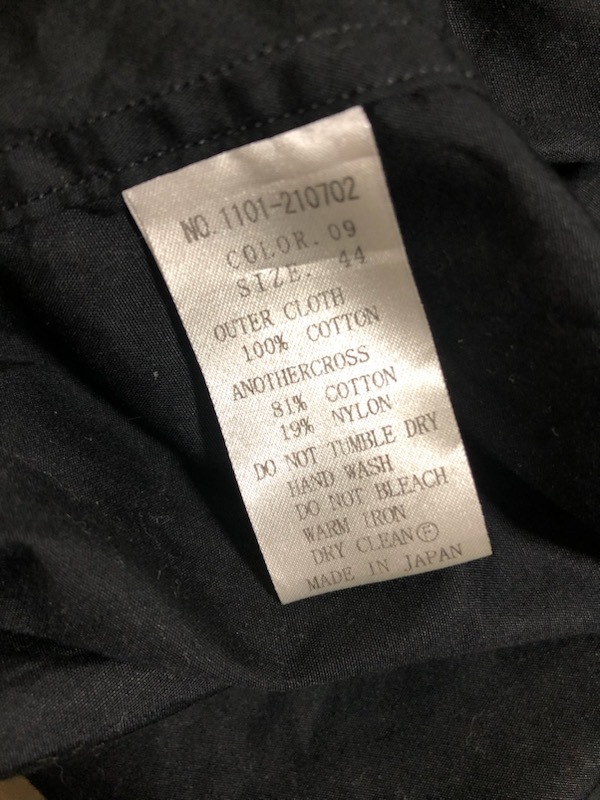 NO. 1101-210702
COLOR. 09
SIZE. 44
OUTER CLOTH
100% COTTON
ANOTHERCROSS
81% COTTON
19% NYLON
DO NOT TUMBLE DRY
HAND WASH
DO NOT BLEACH
WARM IRON
DRY CLEANⒻ
MADE IN JAPAN